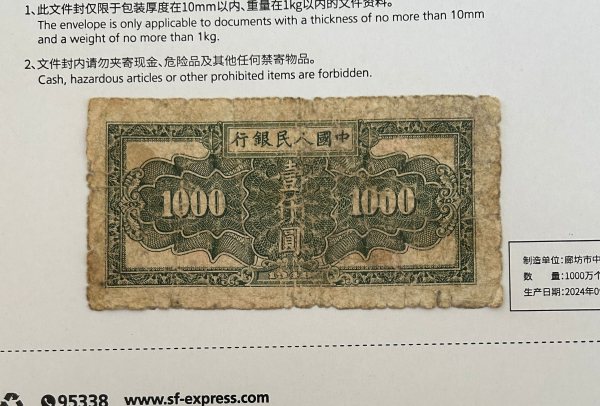 1、此文件封仅限于包装厚度在10mm以内、重量在1kg以内的文件资料。
The envelope is only applicable to documents with a thickness of no more than 10mm
and a weight of no more than 1kg.
2、文件封内请勿夹寄现金、危险品及其他任何禁寄物品。
Cash, hazardous articles or other prohibited items are forbidden.
行銀民人國中
1000 壹仟圓 1000
制造单位:廊坊市中
数 量:1000万个
生产日期:2024年0
95338 www.sf-express.com